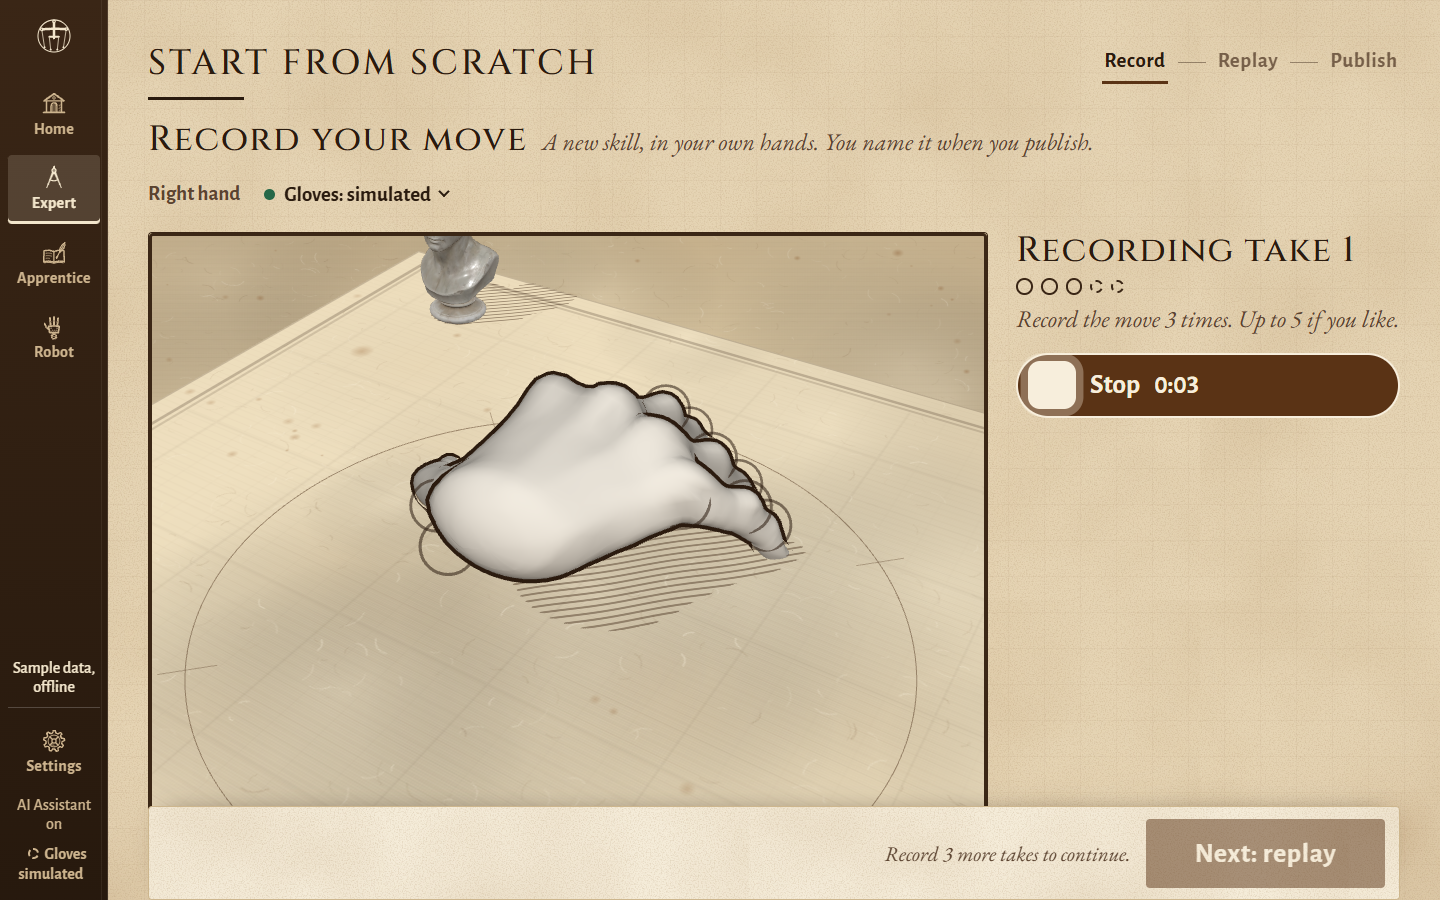 START FROM SCRATCH
Record
Replay
Publish
Home
Expert
Apprentice
Robot
Sample data,
offline
Settings
AI Assistant
on
Gloves
simulated
RECORD YOUR MOVE
A new skill, in your own hands. You name it when you publish.
Right hand
Gloves: simulated
RECORDING TAKE 1
Record the move 3 times. Up to 5 if you like.
Stop 0:03
Record 3 more takes to continue.
Next: replay